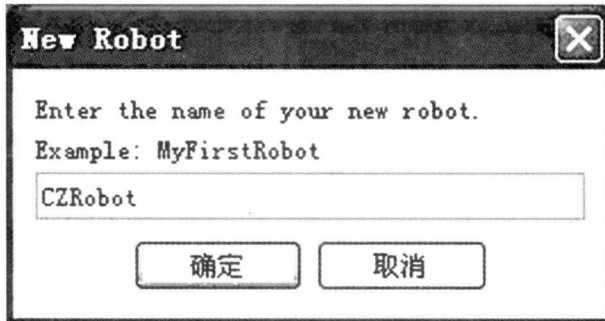 New Robot
Enter the name of your new robot.
Example: MyFirstRobot
CZRobot
确定 取消